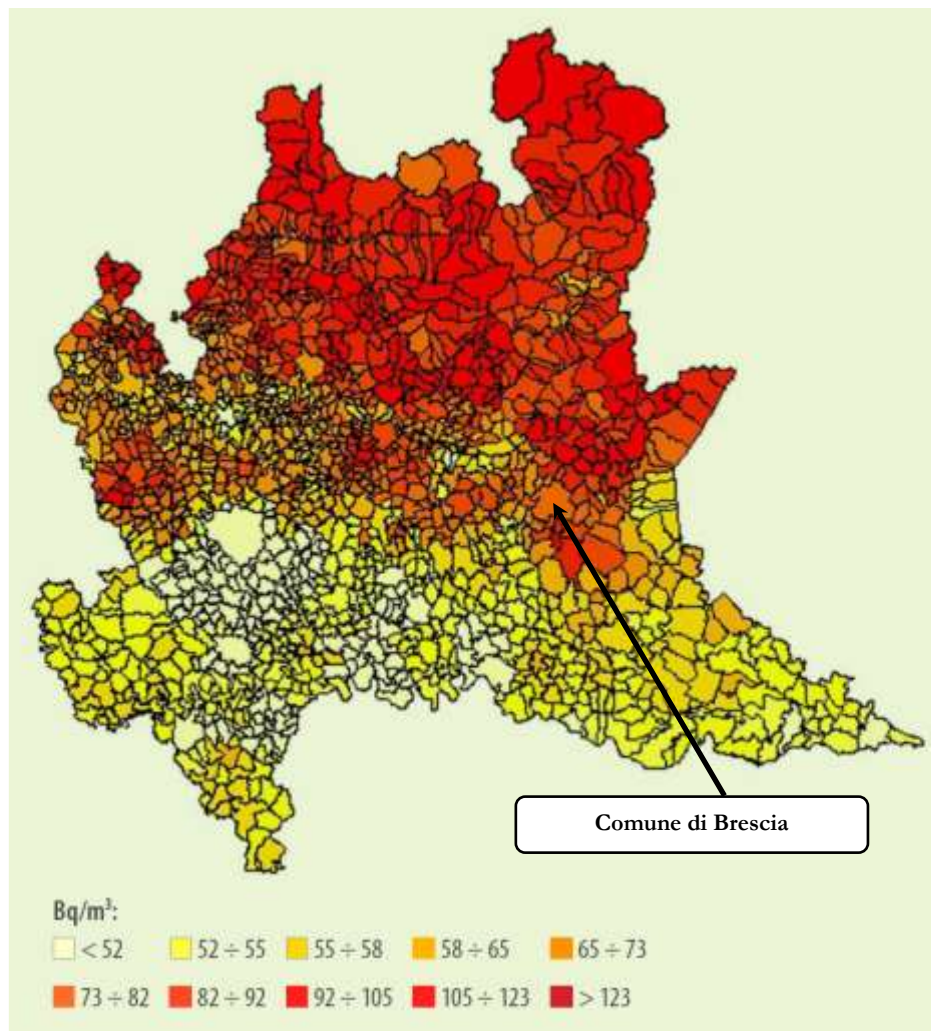 Comune di Brescia
Bq/m³:
< 52 52 ÷ 55 55 ÷ 58 58 ÷ 65 65 ÷ 73
73 ÷ 82 82 ÷ 92 92 ÷ 105 105 ÷ 123 > 123